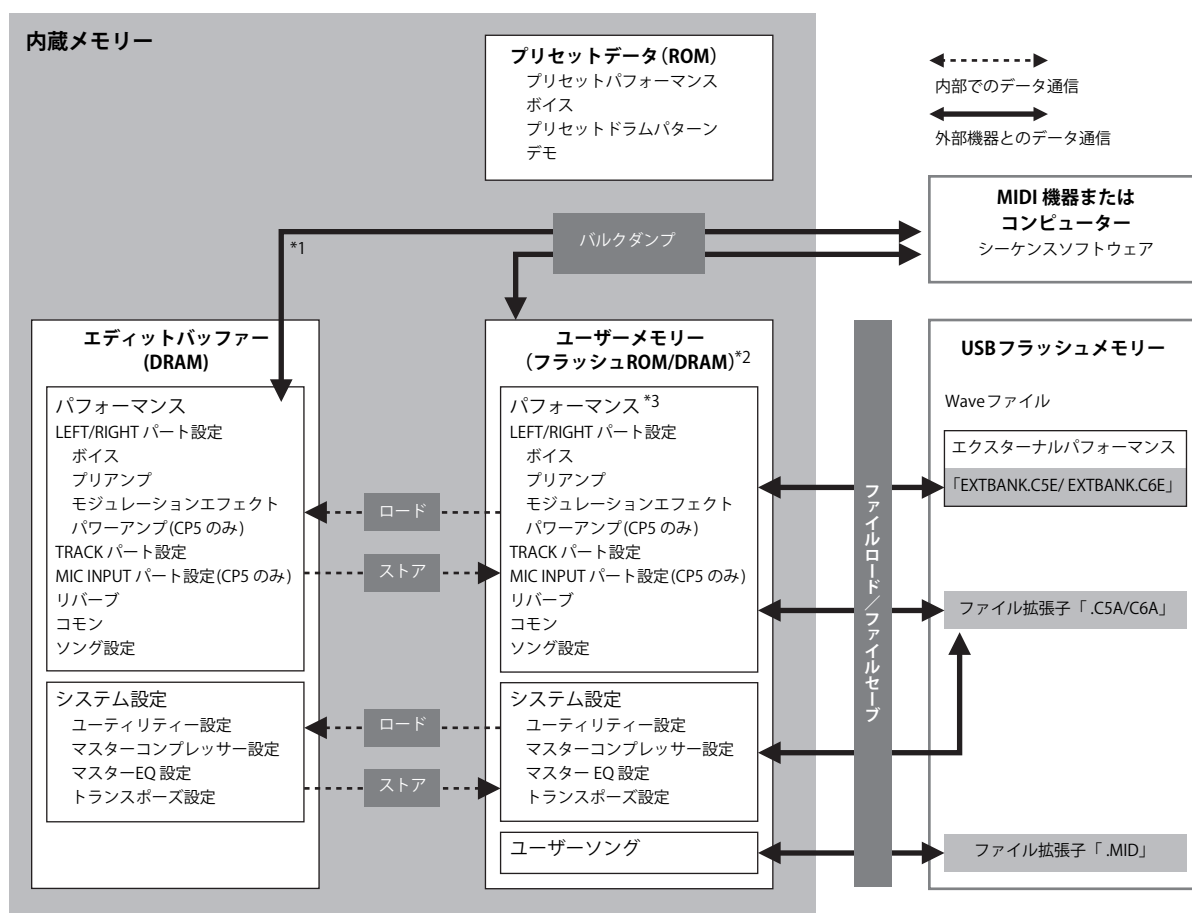 内蔵メモリー
プリセットデータ（ROM）
プリセットパフォーマンス
ボイス
プリセットドラムパターン
デモ
内部でのデータ通信
外部機器とのデータ通信
MIDI 機器または
コンピューター
シーケンスソフトウェア
バルクダンプ
*1
エディットバッファー
(DRAM)
パフォーマンス
LEFT/RIGHT パート設定
ボイス
プリアンプ
モジュレーションエフェクト
パワーアンプ(CP5 のみ)
TRACK パート設定
MIC INPUT パート設定(CP5 のみ)
リバーブ
コモン
ソング設定
システム設定
ユーティリティー設定
マスターコンプレッサー設定
マスターEQ 設定
トランスポーズ設定
ロード
ストア
ロード
ストア
ユーザーメモリー
（フラッシュROM/DRAM）*2
パフォーマンス *3
LEFT/RIGHT パート設定
ボイス
プリアンプ
モジュレーションエフェクト
パワーアンプ(CP5 のみ)
TRACK パート設定
MIC INPUT パート設定(CP5 のみ)
リバーブ
コモン
ソング設定
システム設定
ユーティリティー設定
マスターコンプレッサー設定
マスター EQ 設定
トランスポーズ設定
ユーザーソング
ファイルロード／ファイルセーブ
USBフラッシュメモリー
Waveファイル
エクスターナルパフォーマンス
「EXTBANK.C5E/ EXTBANK.C6E」
ファイル拡張子「 .C5A/C6A」
ファイル拡張子「 .MID」